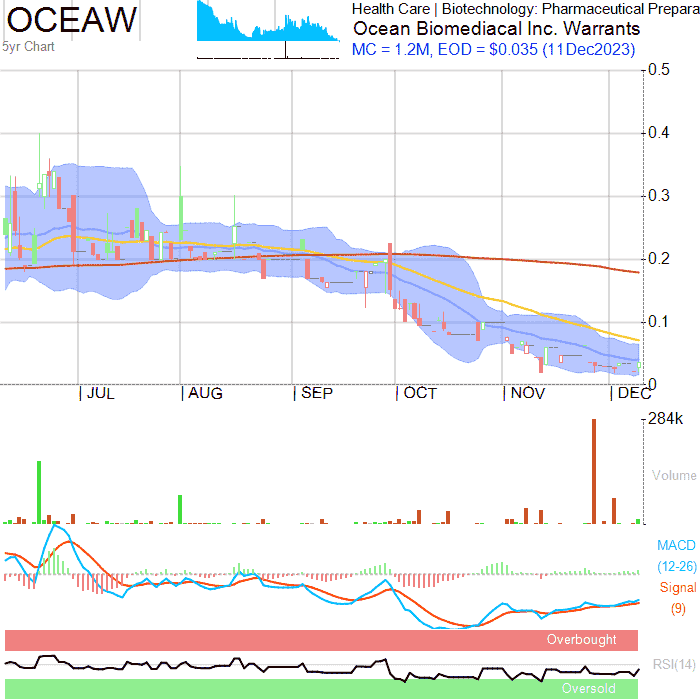 OCEAW
5yr Chart
Health Care | Biotechnology: Pharmaceutical Prepara
Ocean Biomediacal Inc. Warrants
MC = 1.2M, EOD = $0.035 (11Dec2023)
0.5
0.4
0.3
0.2
0.1
0
JUL
AUG
SEP
OCT
NOV
DEC
284k
Volume
MACD
(12-26)
Signal
(9)
Overbought
RSI(14)
Oversold